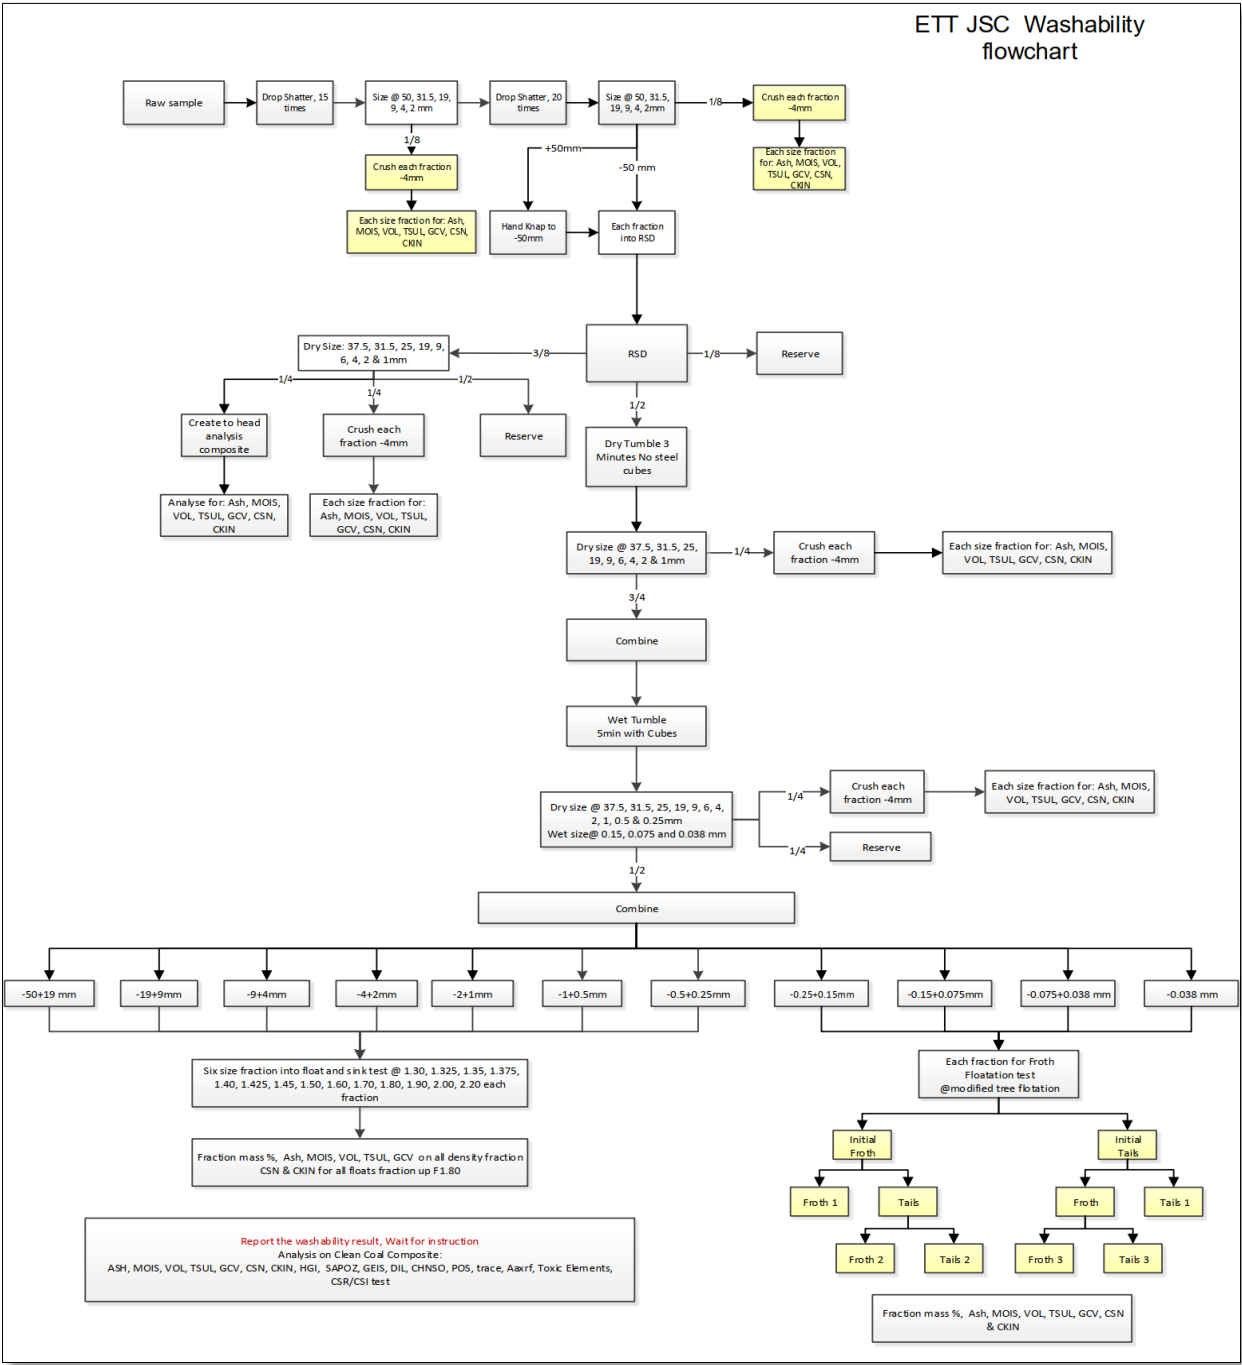 ETT JSC  Washability
flowchart
Raw sample
Drop Shatter, 15
times
Size @ 50, 31.5, 19,
9, 4, 2 mm
Drop Shatter, 20
times
Size @ 50, 31.5,
19, 9, 4, 2mm
1/8
Crush each fraction
-4mm
1/8
Crush each fraction
-4mm
+50mm
-50 mm
Each size fraction
for: Ash, MOIS, VOL,
TSUL, GCV, CSN,
CKIN
Each size fraction for: Ash,
MOIS, VOL, TSUL, GCV, CSN,
CKIN
Hand Knap to
-50mm
Each fraction
into RSD
Dry Size: 37.5, 31.5, 25, 19, 9,
6, 4, 2 & 1mm
3/8
RSD
1/8
Reserve
1/4
1/4
1/2
1/2
Create to head
analysis
composite
Crush each
fraction -4mm
Reserve
Dry Tumble 3
Minutes No steel
cubes
Analyse for: Ash, MOIS,
VOL, TSUL, GCV, CSN,
CKIN
Each size fraction for:
Ash, MOIS, VOL, TSUL,
GCV, CSN, CKIN
Dry size @ 37.5, 31.5, 25,
19, 9, 6, 4, 2 & 1mm
1/4
Crush each
fraction -4mm
Each size fraction for: Ash, MOIS,
VOL, TSUL, GCV, CSN, CKIN
3/4
Combine
Wet Tumble
5min with Cubes
Dry size @ 37.5, 31.5, 25, 19, 9, 6, 4,
2, 1, 0.5 & 0.25mm
Wet size@ 0.15, 0.075 and 0.038 mm
1/4
Crush each
fraction -4mm
Each size fraction for: Ash, MOIS,
VOL, TSUL, GCV, CSN, CKIN
1/4
Reserve
1/2
Combine
-50+19 mm
-19+9mm
-9+4mm
-4+2mm
-2+1mm
-1+0.5mm
-0.5+0.25mm
-0.25+0.15mm
-0.15+0.075mm
-0.075+0.038 mm
-0.038 mm
Six size fraction into float and sink test @ 1.30, 1.325, 1.35, 1.375,
1.40, 1.425, 1.45, 1.50, 1.60, 1.70, 1.80, 1.90, 2.00, 2.20 each
fraction
Each fraction for Froth
Floatation test
@modified tree flotation
Fraction mass %,  Ash, MOIS, VOL, TSUL, GCV  on all density fraction
CSN & CKIN for all floats fraction up F1.80
Initial
Froth
Initial
Tails
Froth 1
Tails
Froth
Tails 1
Froth 2
Tails 2
Froth 3
Tails 3
Report the washability result, Wait for instruction
Analysis on Clean Coal Composite:
ASH, MOIS, VOL, TSUL, GCV, CSN, CKIN, HGI,  SAPOZ, GEIS, DIL, CHNSO, POS, trace, Aaxrf, Toxic Elements,
CSR/CSI test
Fraction mass %,  Ash, MOIS, VOL, TSUL, GCV, CSN
& CKIN